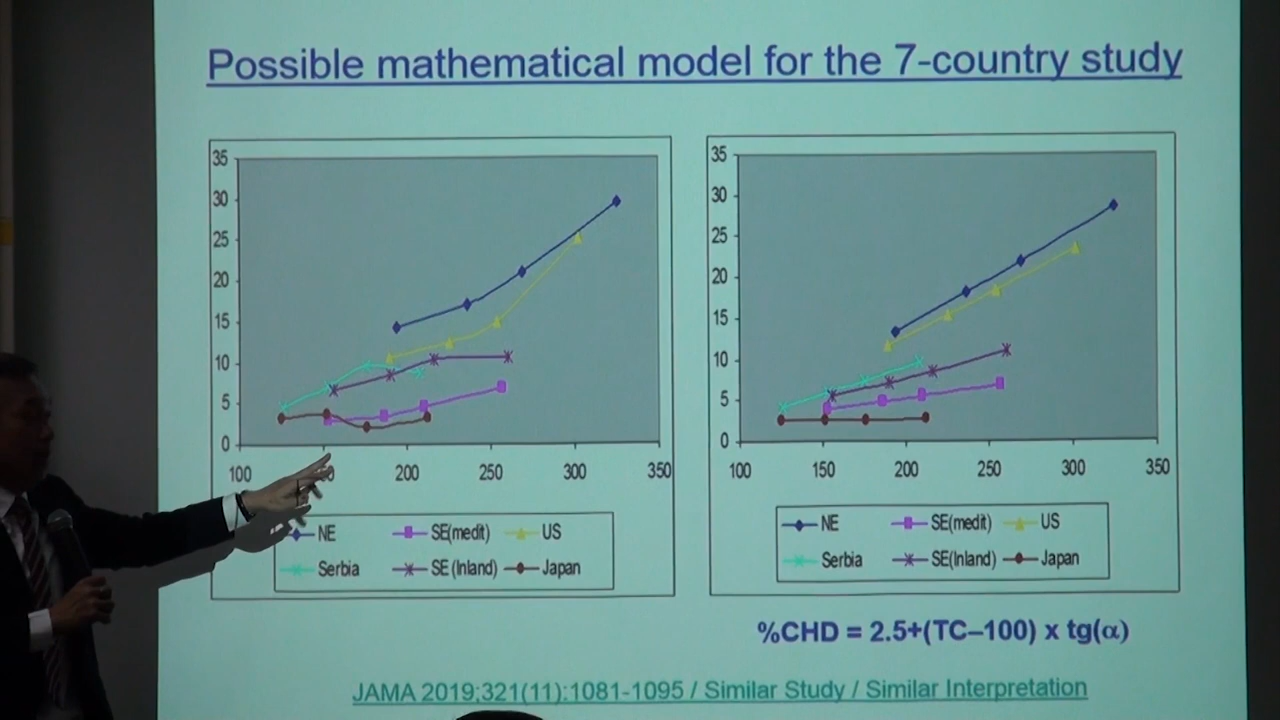 Possible mathematical model for the 7-country study
35
30
25
20
15
10
5
0
100 200 250 300 350
NE SE(medit) US
Serbia SE (Inland) Japan
35
30
25
20
15
10
5
0
100 150 200 250 300 350
NE SE(medit) US
Serbia SE(Inland) Japan
%CHD = 2.5+(TC–100) x tg(α)
JAMA 2019;321(11):1081-1095 / Similar Study / Similar Interpretation